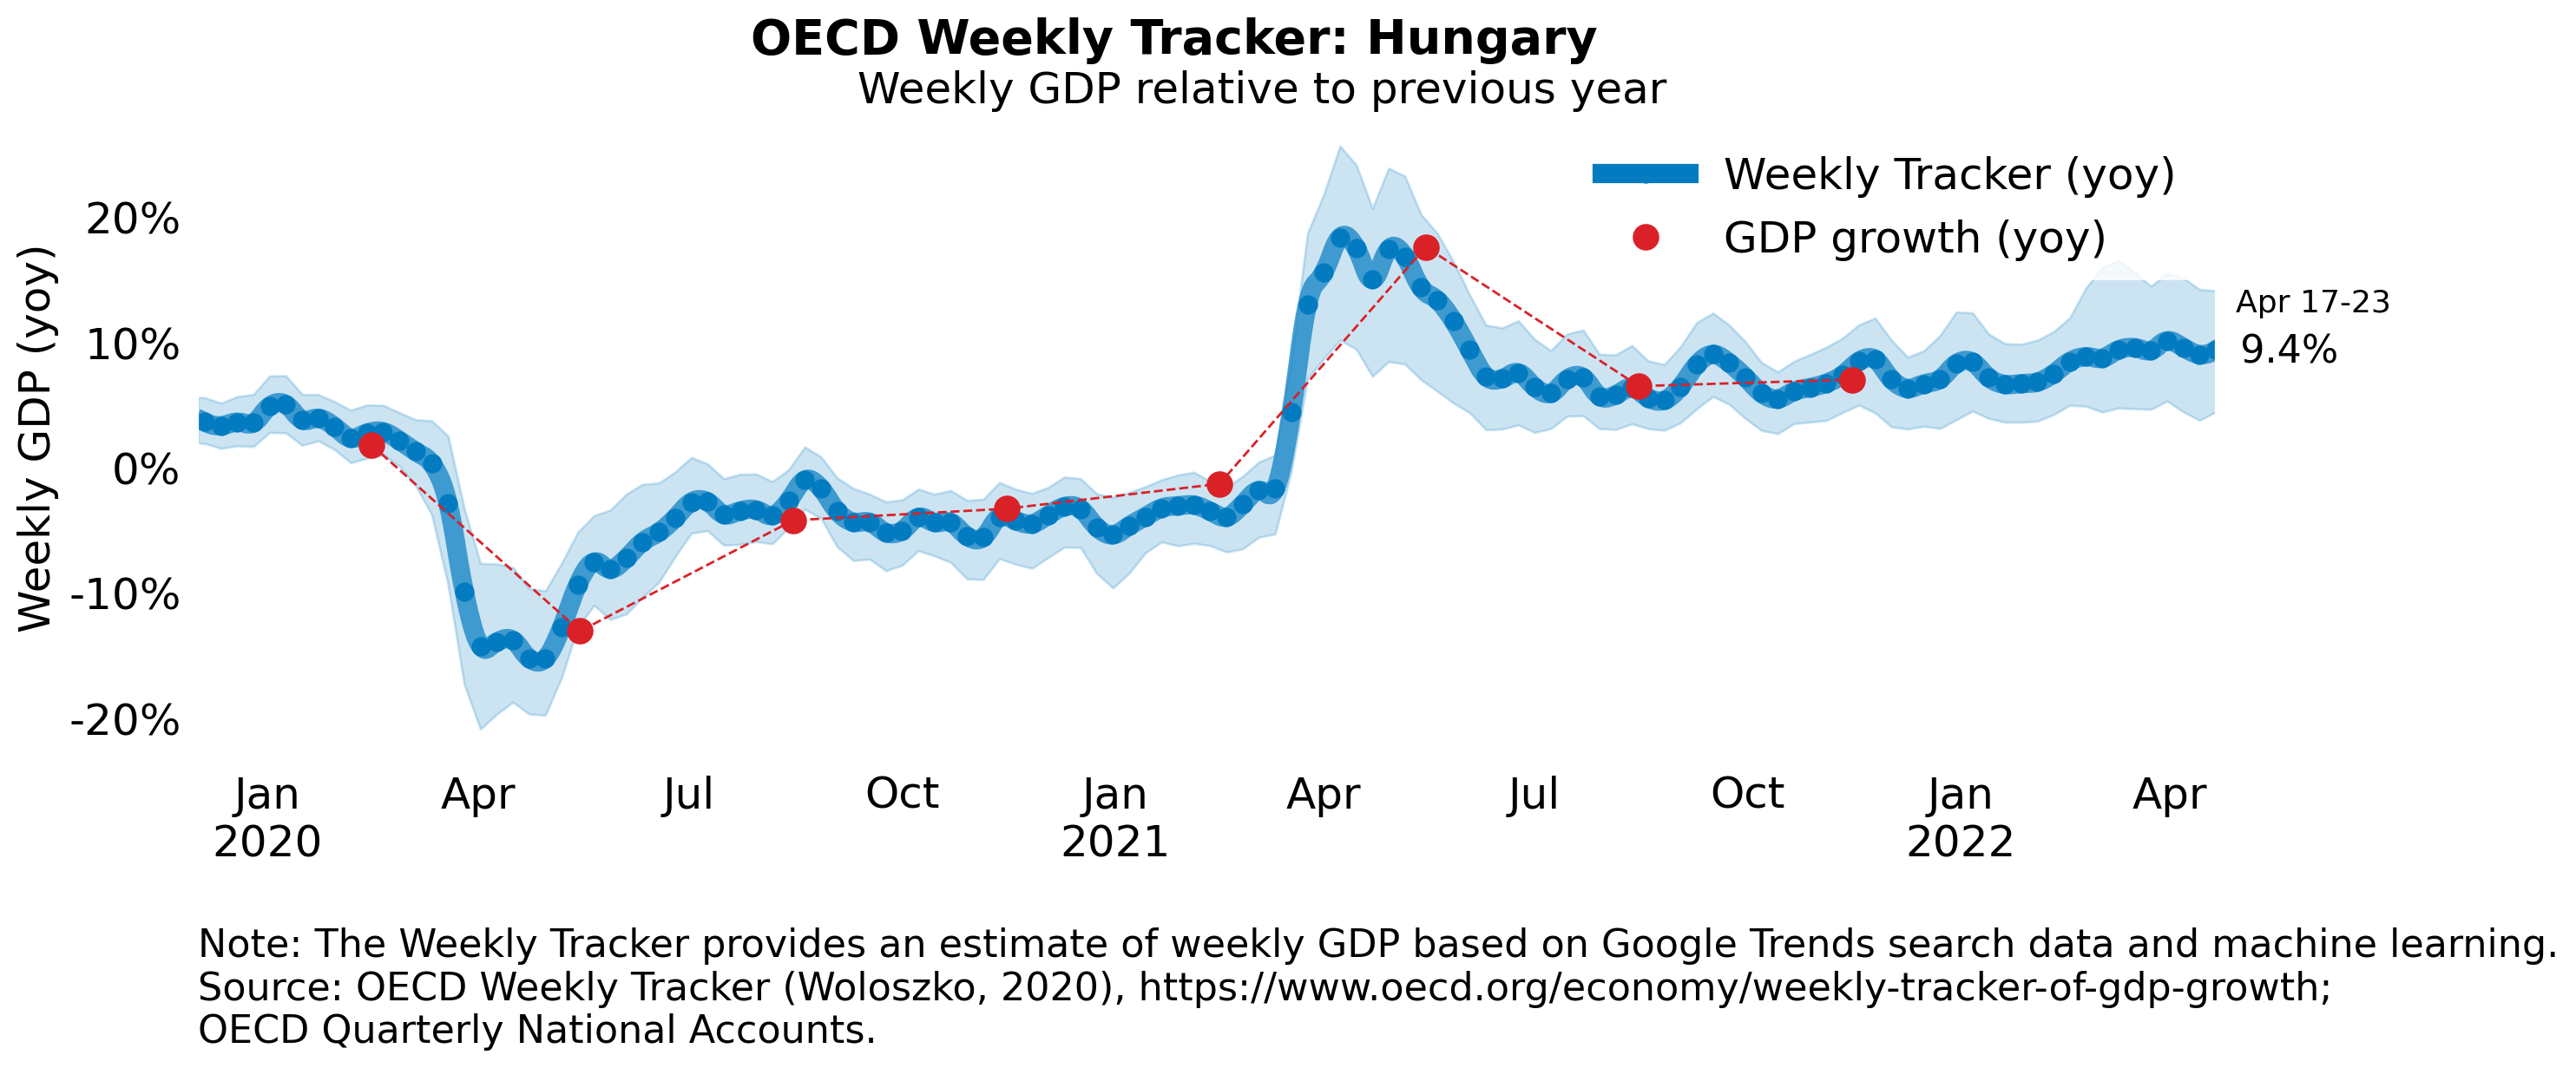 OECD Weekly Tracker: Hungary
Weekly GDP relative to previous year
Weekly Tracker (yoy)
GDP growth (yoy)
Weekly GDP (yoy)
20%
10%
0%
-10%
-20%
Apr 17-23
9.4%
Jan Apr Jul Oct Jan Apr Jul Oct Jan Apr
2020 2021 2022
Note: The Weekly Tracker provides an estimate of weekly GDP based on Google Trends search data and machine learning.
Source: OECD Weekly Tracker (Woloszko, 2020), https://www.oecd.org/economy/weekly-tracker-of-gdp-growth;
OECD Quarterly National Accounts.